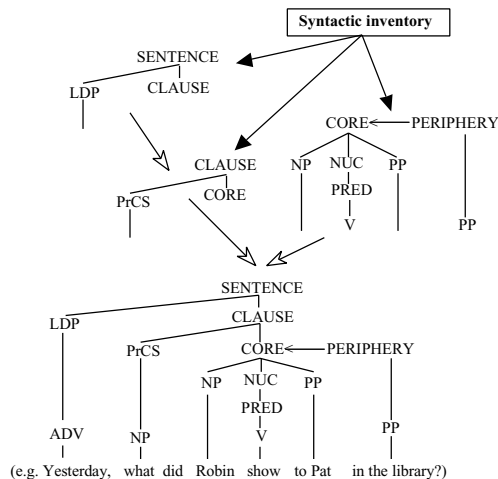 Syntactic inventory
SENTENCE
LDP CLAUSE
CORE PERIPHERY
CLAUSE NP NUC PP
PrCS CORE PRED
V PP
SENTENCE
LDP CLAUSE
PrCS CORE PERIPHERY
NP NUC PP
PRED
ADV NP V PP
(e.g. Yesterday, what did Robin show to Pat in the library?)